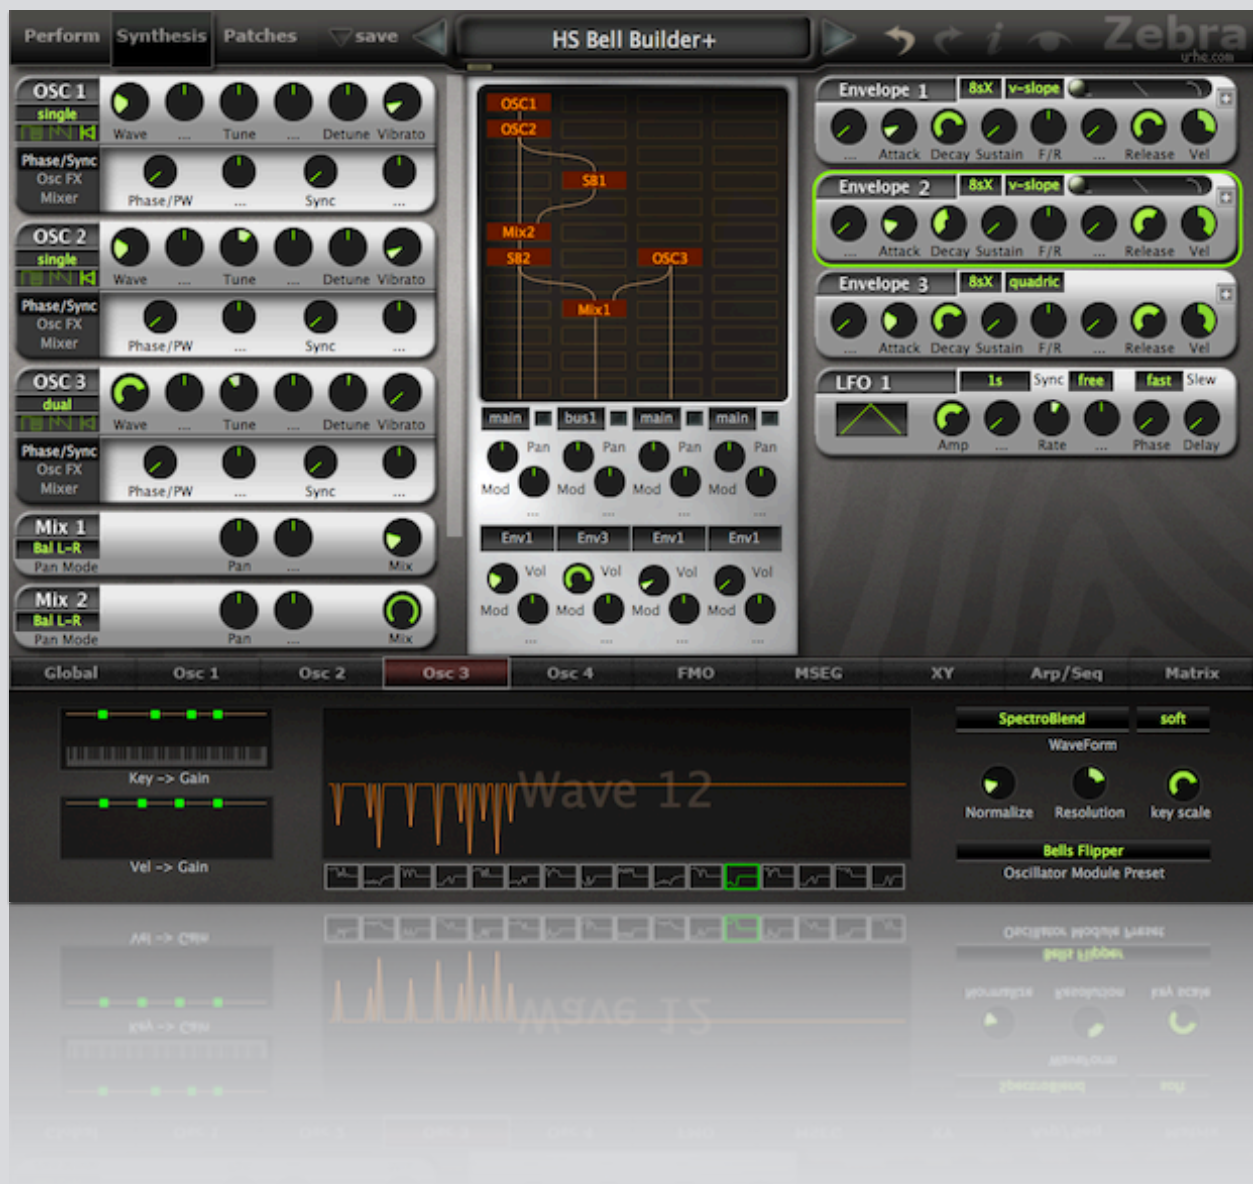 Perform Synthesis Patches save HS Bell Builder+ i Zebra
u-he.com
OSC 1
single
Wave ... Tune ... Detune Vibrato
Phase/Sync
Osc FX
Mixer
Phase/PW ... Sync ...
OSC 2
single
Wave ... Tune ... Detune Vibrato
Phase/Sync
Osc FX
Mixer
Phase/PW ... Sync ...
OSC 3
dual
Wave ... Tune ... Detune Vibrato
Phase/Sync
Osc FX
Mixer
Phase/PW ... Sync ...
Mix 1
Bal L-R
Pan Mode Pan ... Mix
Mix 2
Bal L-R
Pan Mode Pan ... Mix
OSC1
OSC2
SB1
Mix2
SB2 OSC3
Mix1
main bus1 main main
Pan Pan Pan Pan
Mod Mod Mod Mod
... ... ... ...
Env1 Env3 Env1 Env1
Vol Vol Vol Vol
Mod Mod Mod Mod
... ... ... ...
Envelope 1 8sX v-slope
... Attack Decay Sustain F/R ... Release Vel
Envelope 2 8sX v-slope
... Attack Decay Sustain F/R ... Release Vel
Envelope 3 8sX quadric
... Attack Decay Sustain F/R ... Release Vel
LFO 1 1s Sync free fast Slew
Amp ... Rate ... Phase Delay
Global Osc 1 Osc 2 Osc 3 Osc 4 FMO MSEG XY Arp/Seq Matrix
Key -> Gain
Vel -> Gain
Wave 12
SpectroBlend soft
WaveForm
Normalize Resolution key scale
Bells Flipper
Oscillator Module Preset